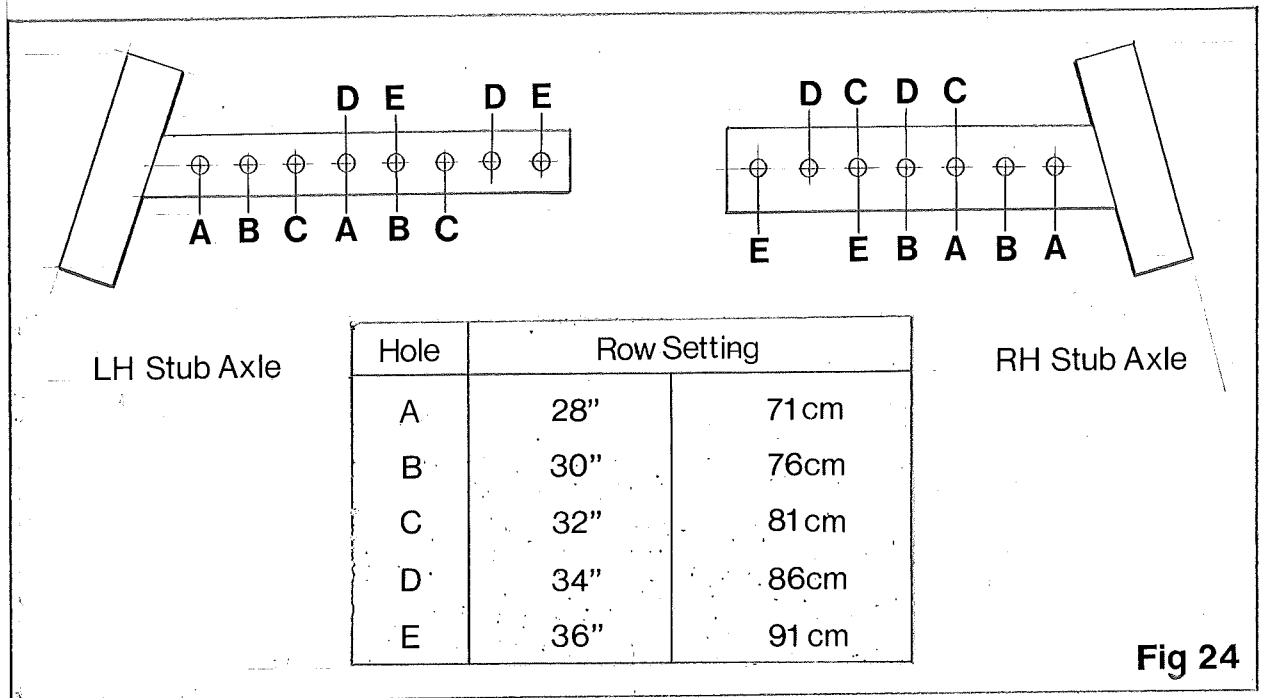 D E D E
D C D C
A B C A B C
E E B A B A
LH Stub Axle
RH Stub Axle
Hole Row Setting
A 28” 71cm
B 30” 76cm
C 32” 81cm
D 34” 86cm
E 36” 91cm
Fig 24